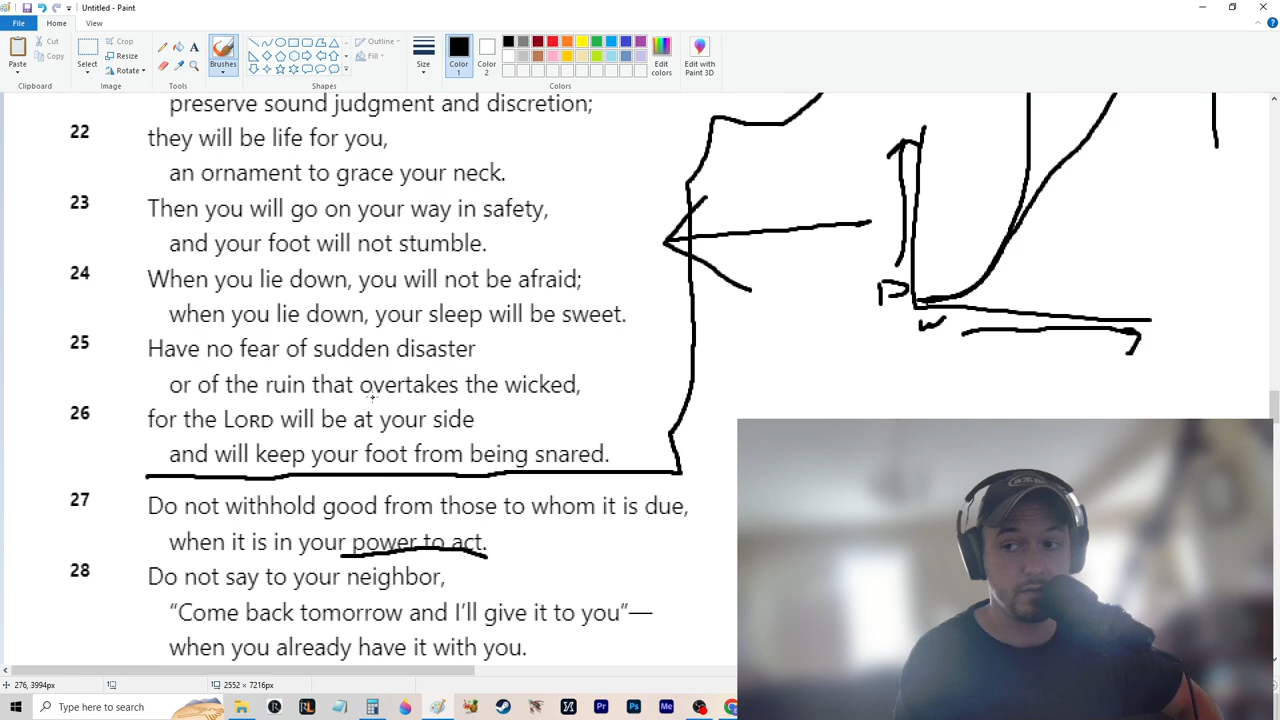 Untitled - Paint
File Home View
Paste
Cut
Copy
Clipboard
Select
Crop
Resize
Rotate
Image
Tools
Brushes
Shapes
Outline
Fill
Size
Color 1
Color 2
Colors
Edit colors
Edit with Paint 3D
preserve sound judgment and discretion;
22 they will be life for you,
an ornament to grace your neck.
23 Then you will go on your way in safety,
and your foot will not stumble.
24 When you lie down, you will not be afraid;
when you lie down, your sleep will be sweet.
25 Have no fear of sudden disaster
or of the ruin that overtakes the wicked,
26 for the LORD will be at your side
and will keep your foot from being snared.
27 Do not withhold good from those to whom it is due,
when it is in your power to act.
28 Do not say to your neighbor,
“Come back tomorrow and I’ll give it to you”—
when you already have it with you.
P
W
276, 3994px
2552 × 7216px
Type here to search
R
RL
Pr
Ps
Me